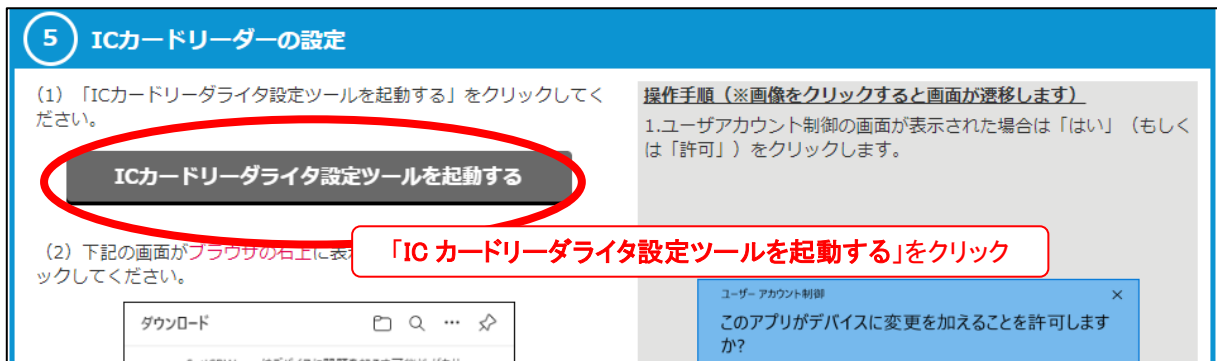 5 ICカードリーダーの設定
(1) 「ICカードリーダライタ設定ツールを起動する」をクリックしてく
ださい。
ICカードリーダライタ設定ツールを起動する
(2) 下記の画面がブラウザの右上に表
ックしてください。
「IC カードリーダライタ設定ツールを起動する」をクリック
ダウンロード
操作手順(※画像をクリックすると画面が遷移します)
1.ユーザアカウント制御の画面が表示された場合は「はい」(もしく
は「許可」)をクリックします。
ユーザー アカウント制御
このアプリがデバイスに変更を加えることを許可します
か?